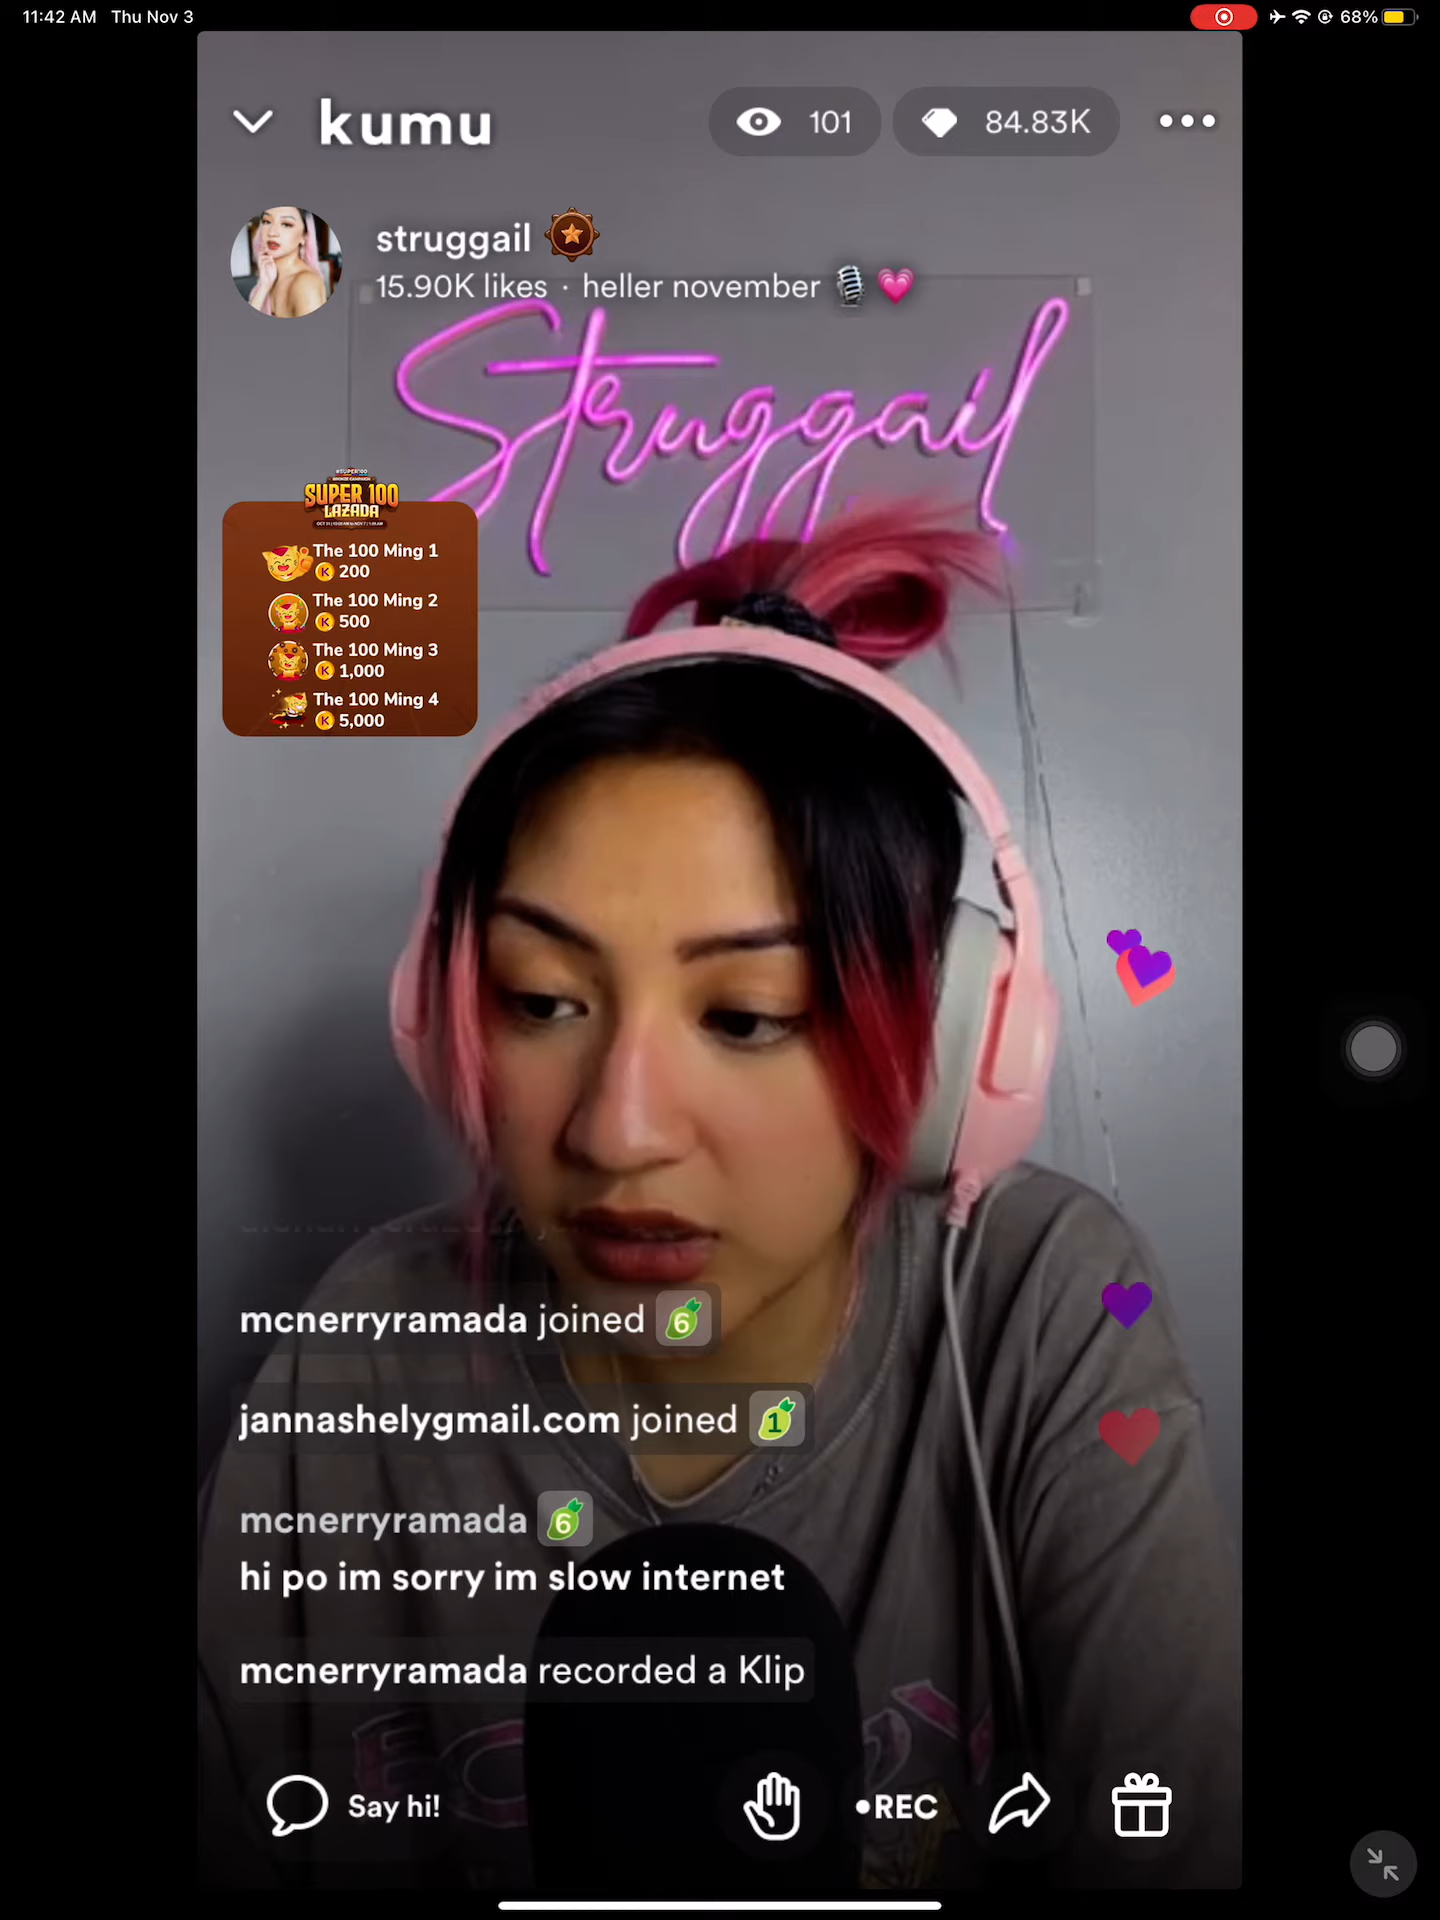 11:42 AM Thu Nov 3
68%
kumu
101
84.83K
struggail
15.90K likes · heller november
Struggail
SUPER 100
LAZADA
The 100 Ming 1
K 200
The 100 Ming 2
K 500
The 100 Ming 3
K 1,000
The 100 Ming 4
K 5,000
mcnerryramada joined 6
jannashelygmail.com joined 1
mcnerryramada 6
hi po im sorry im slow internet
mcnerryramada recorded a Klip
Say hi!
•REC